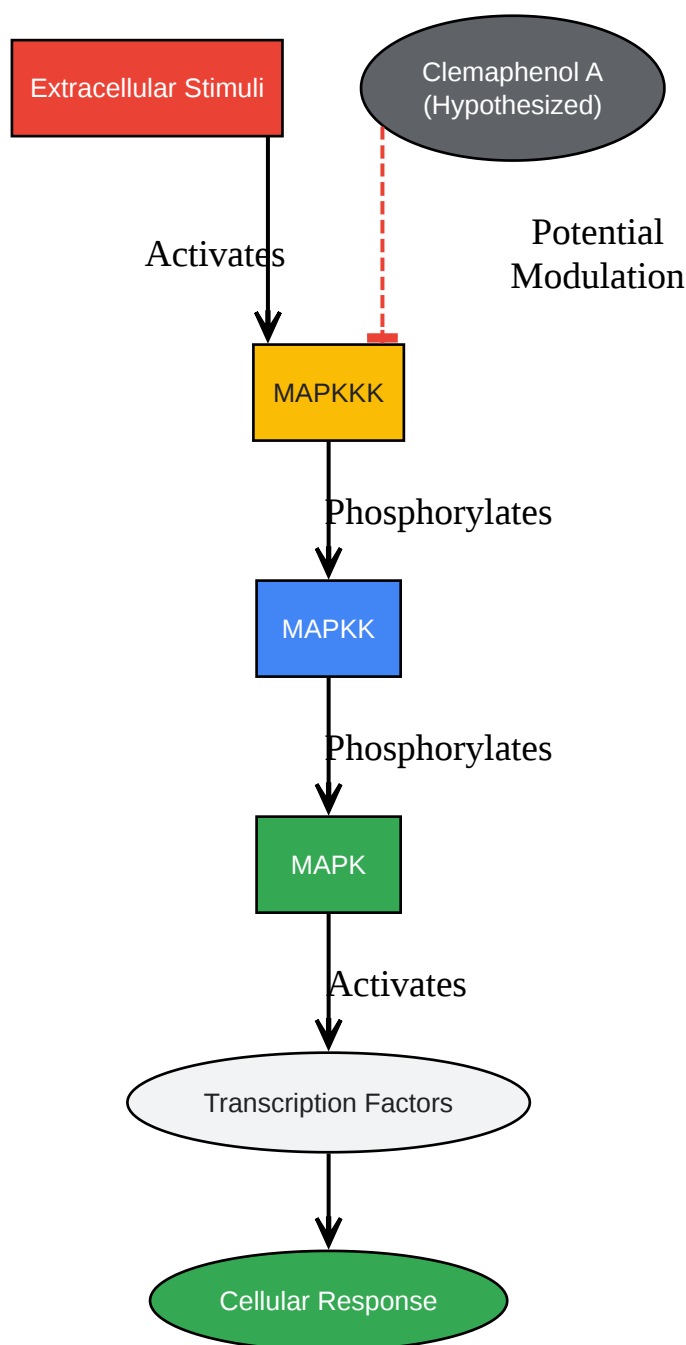 Extracellular Stimuli
Clemaphenol A
(Hypothesized)
Activates
Potential
Modulation
MAPKKK
Phosphorylates
MAPKK
Phosphorylates
MAPK
Activates
Transcription Factors
Cellular Response